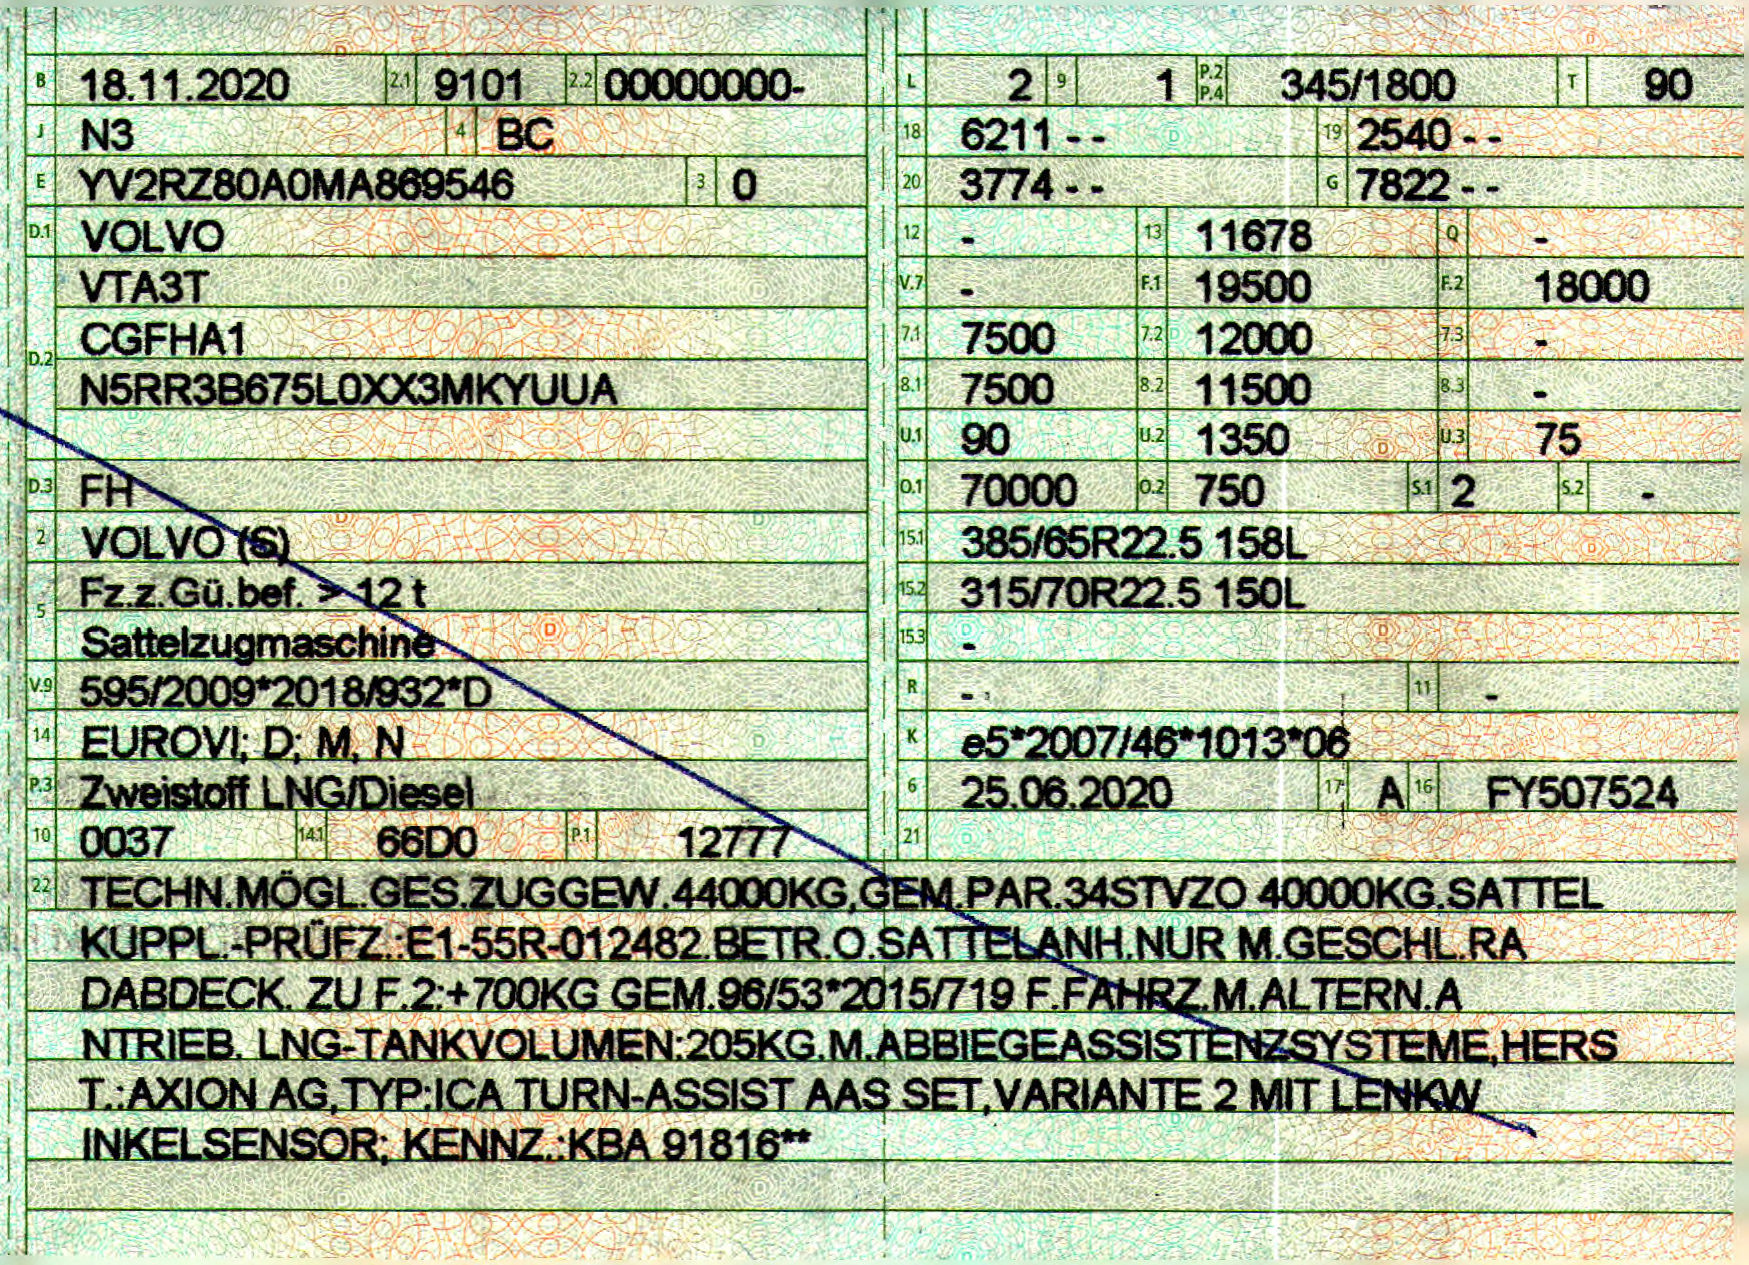 B 18.11.2020 2.1 9101 2.2 00000000-
J N3 4 BC
E YV2RZ80A0MA869546 3 0
D.1 VOLVO
VTA3T
D.2 CGFHA1
N5RR3B675L0XX3MKYUUA
D.3 FH
2 VOLVO (S)
5 Fz.z.Gü.bef. > 12 t
Sattelzugmaschine
V.9 595/2009*2018/932*D
14 EUROVI; D; M, N
P.3 Zweistoff LNG/Diesel
10 0037 14.1 66D0 P.1 12777
L 2 9 1 P.2 P.4 345/1800 T 90
18 6211 - - 19 2540 - -
20 3774 - - G 7822 - -
12 - 13 11678 Q -
V.7 - F.1 19500 F.2 18000
7.1 7500 7.2 12000 7.3 -
8.1 7500 8.2 11500 8.3 -
U.1 90 U.2 1350 U.3 75
O.1 70000 O.2 750 S.1 2 S.2 -
15.1 385/65R22.5 158L
15.2 315/70R22.5 150L
15.3 -
R - 11 -
K e5*2007/46*1013*06
6 25.06.2020 17 A 16 FY507524
21
22 TECHN.MÖGL.GES.ZUGGEW.44000KG,GEM.PAR.34STVZO 40000KG.SATTEL
KUPPL.-PRÜFZ.:E1-55R-012482.BETR.O.SATTELANH.NUR M.GESCHL.RA
DABDECK. ZU F.2:+700KG GEM.96/53*2015/719 F.FAHRZ.M.ALTERN.A
NTRIEB. LNG-TANKVOLUMEN:205KG.M.ABBIEGEASSISTENZSYSTEME,HERS
T.:AXION AG,TYP:ICA TURN-ASSIST AAS SET,VARIANTE 2 MIT LENKW
INKELSENSOR; KENNZ.:KBA 91816**